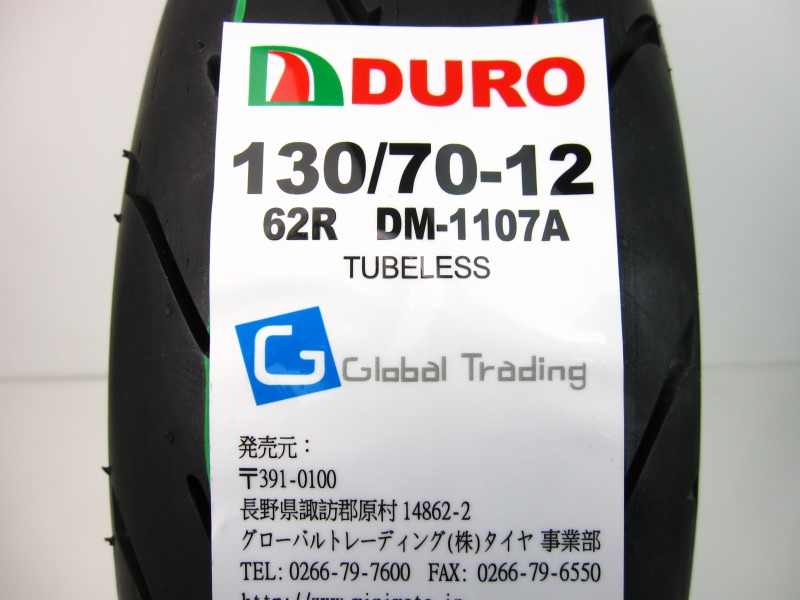 DURO
130/70-12
62R DM-1107A
TUBELESS
G Global Trading
発売元：
〒391-0100
長野県諏訪郡原村 14862-2
グローバルトレーディング(株)タイヤ 事業部
TEL: 0266-79-7600 FAX: 0266-79-6550